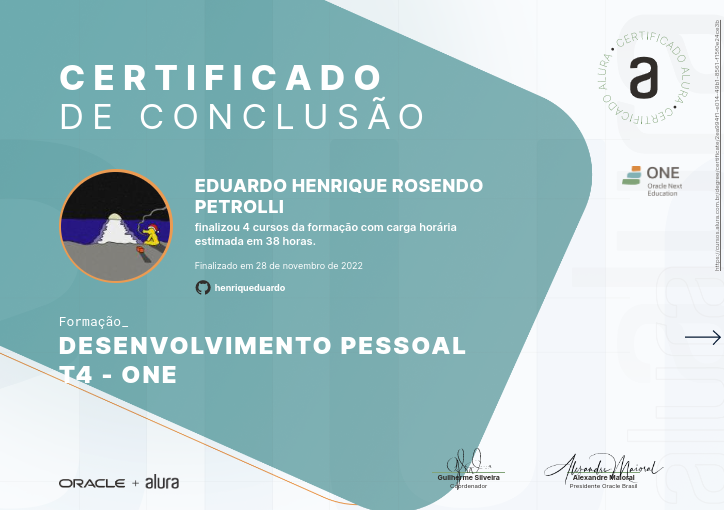 CERTIFICADO
DE CONCLUSÃO
EDUARDO HENRIQUE ROSENDO
PETROLLI
finalizou 4 cursos da formação com carga horária
estimada em 38 horas.
Finalizado em 28 de novembro de 2022
henriqueduardo
Formação_
DESENVOLVIMENTO PESSOAL
T4 - ONE
ORACLE + alura
Guilherme Silveira
Coordenador
Alexandre Maioral
Presidente Oracle Brasil
CERTIFICADO ALURA • CERTIFICADO ALURA •
a
ONE
Oracle Next
Education